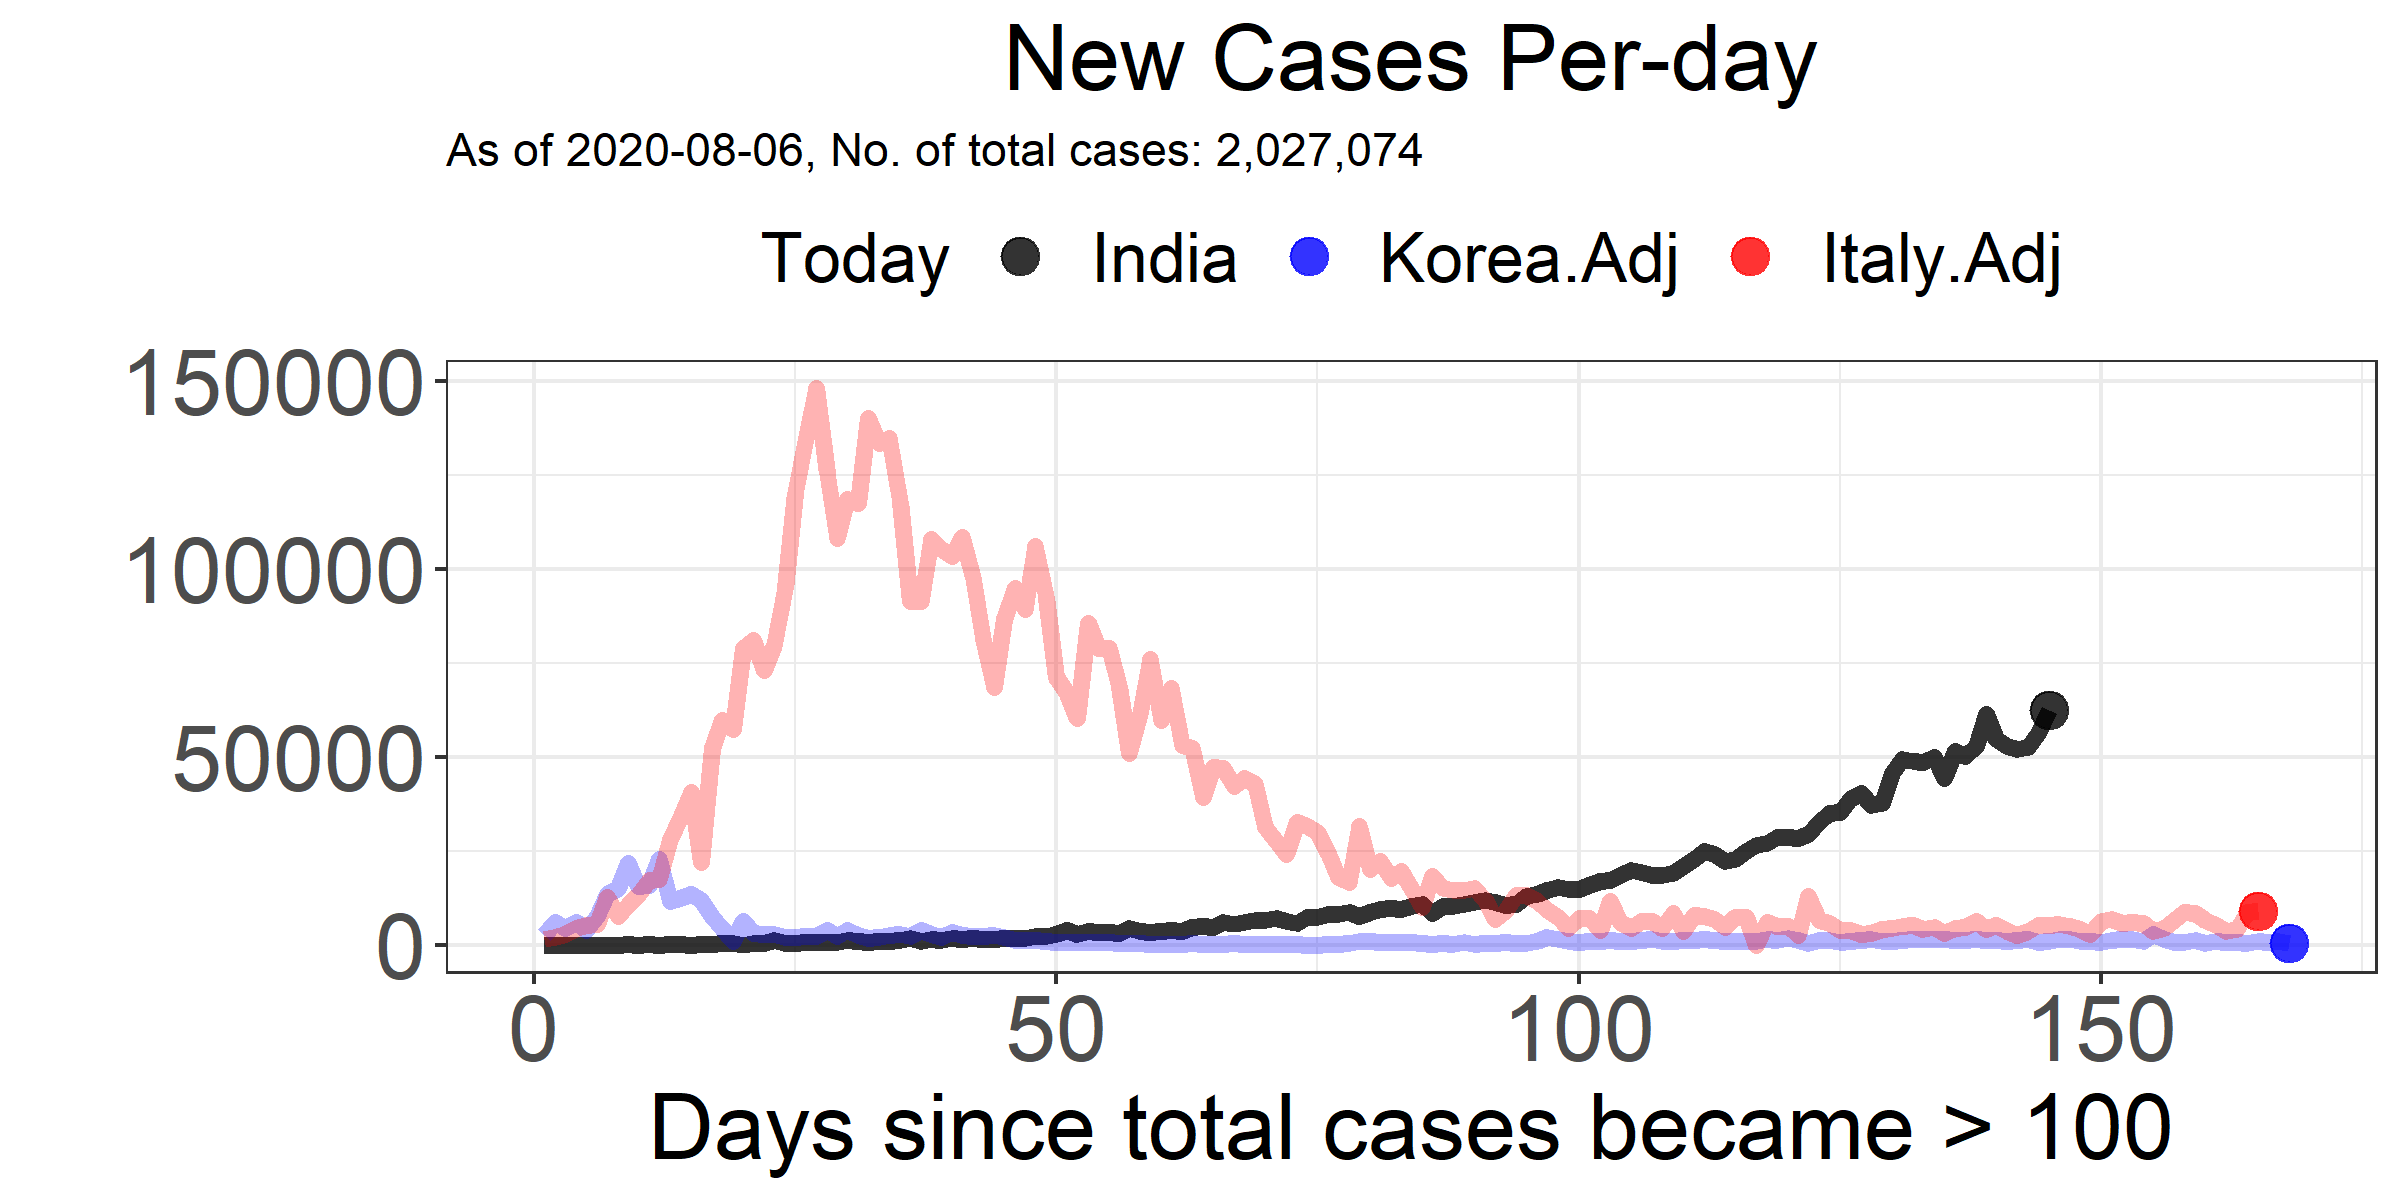 New Cases Per-day
As of 2020-08-06, No. of total cases: 2,027,074
Today India Korea.Adj Italy.Adj
150000
100000
50000
0
0 50 100 150
Days since total cases became > 100